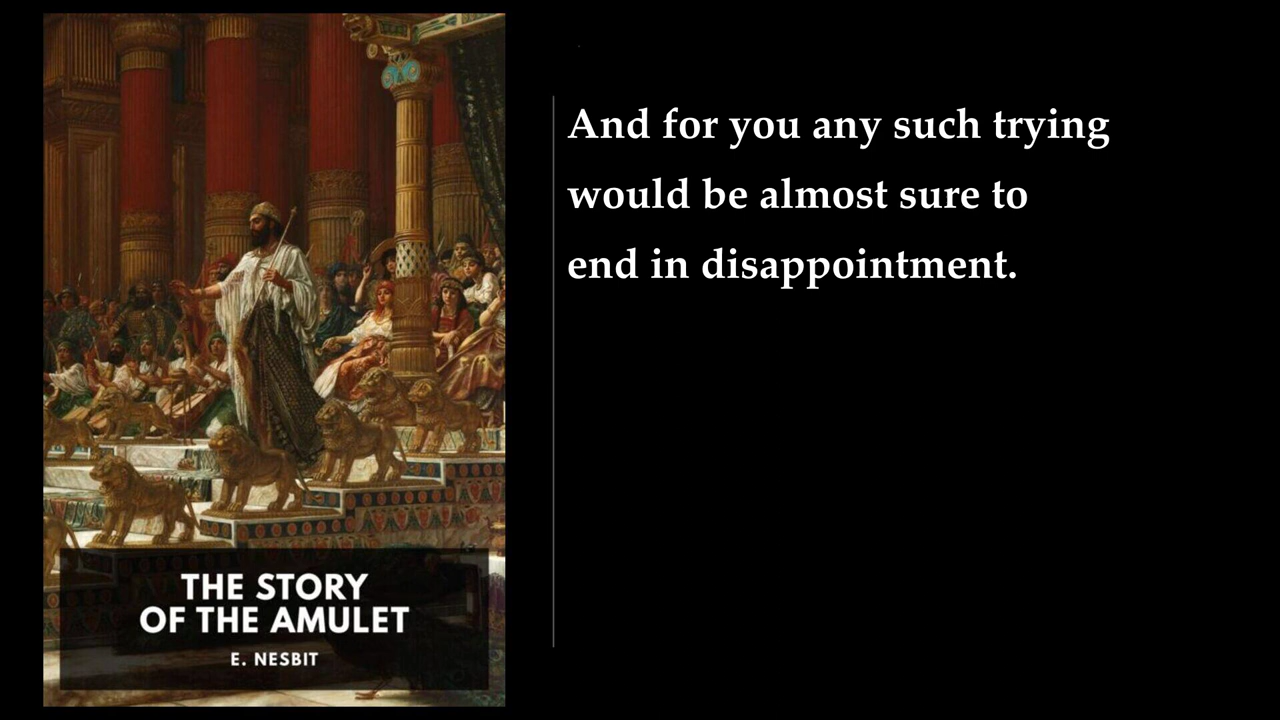 And for you any such trying
would be almost sure to
end in disappointment.
THE STORY
OF THE AMULET
E. NESBIT